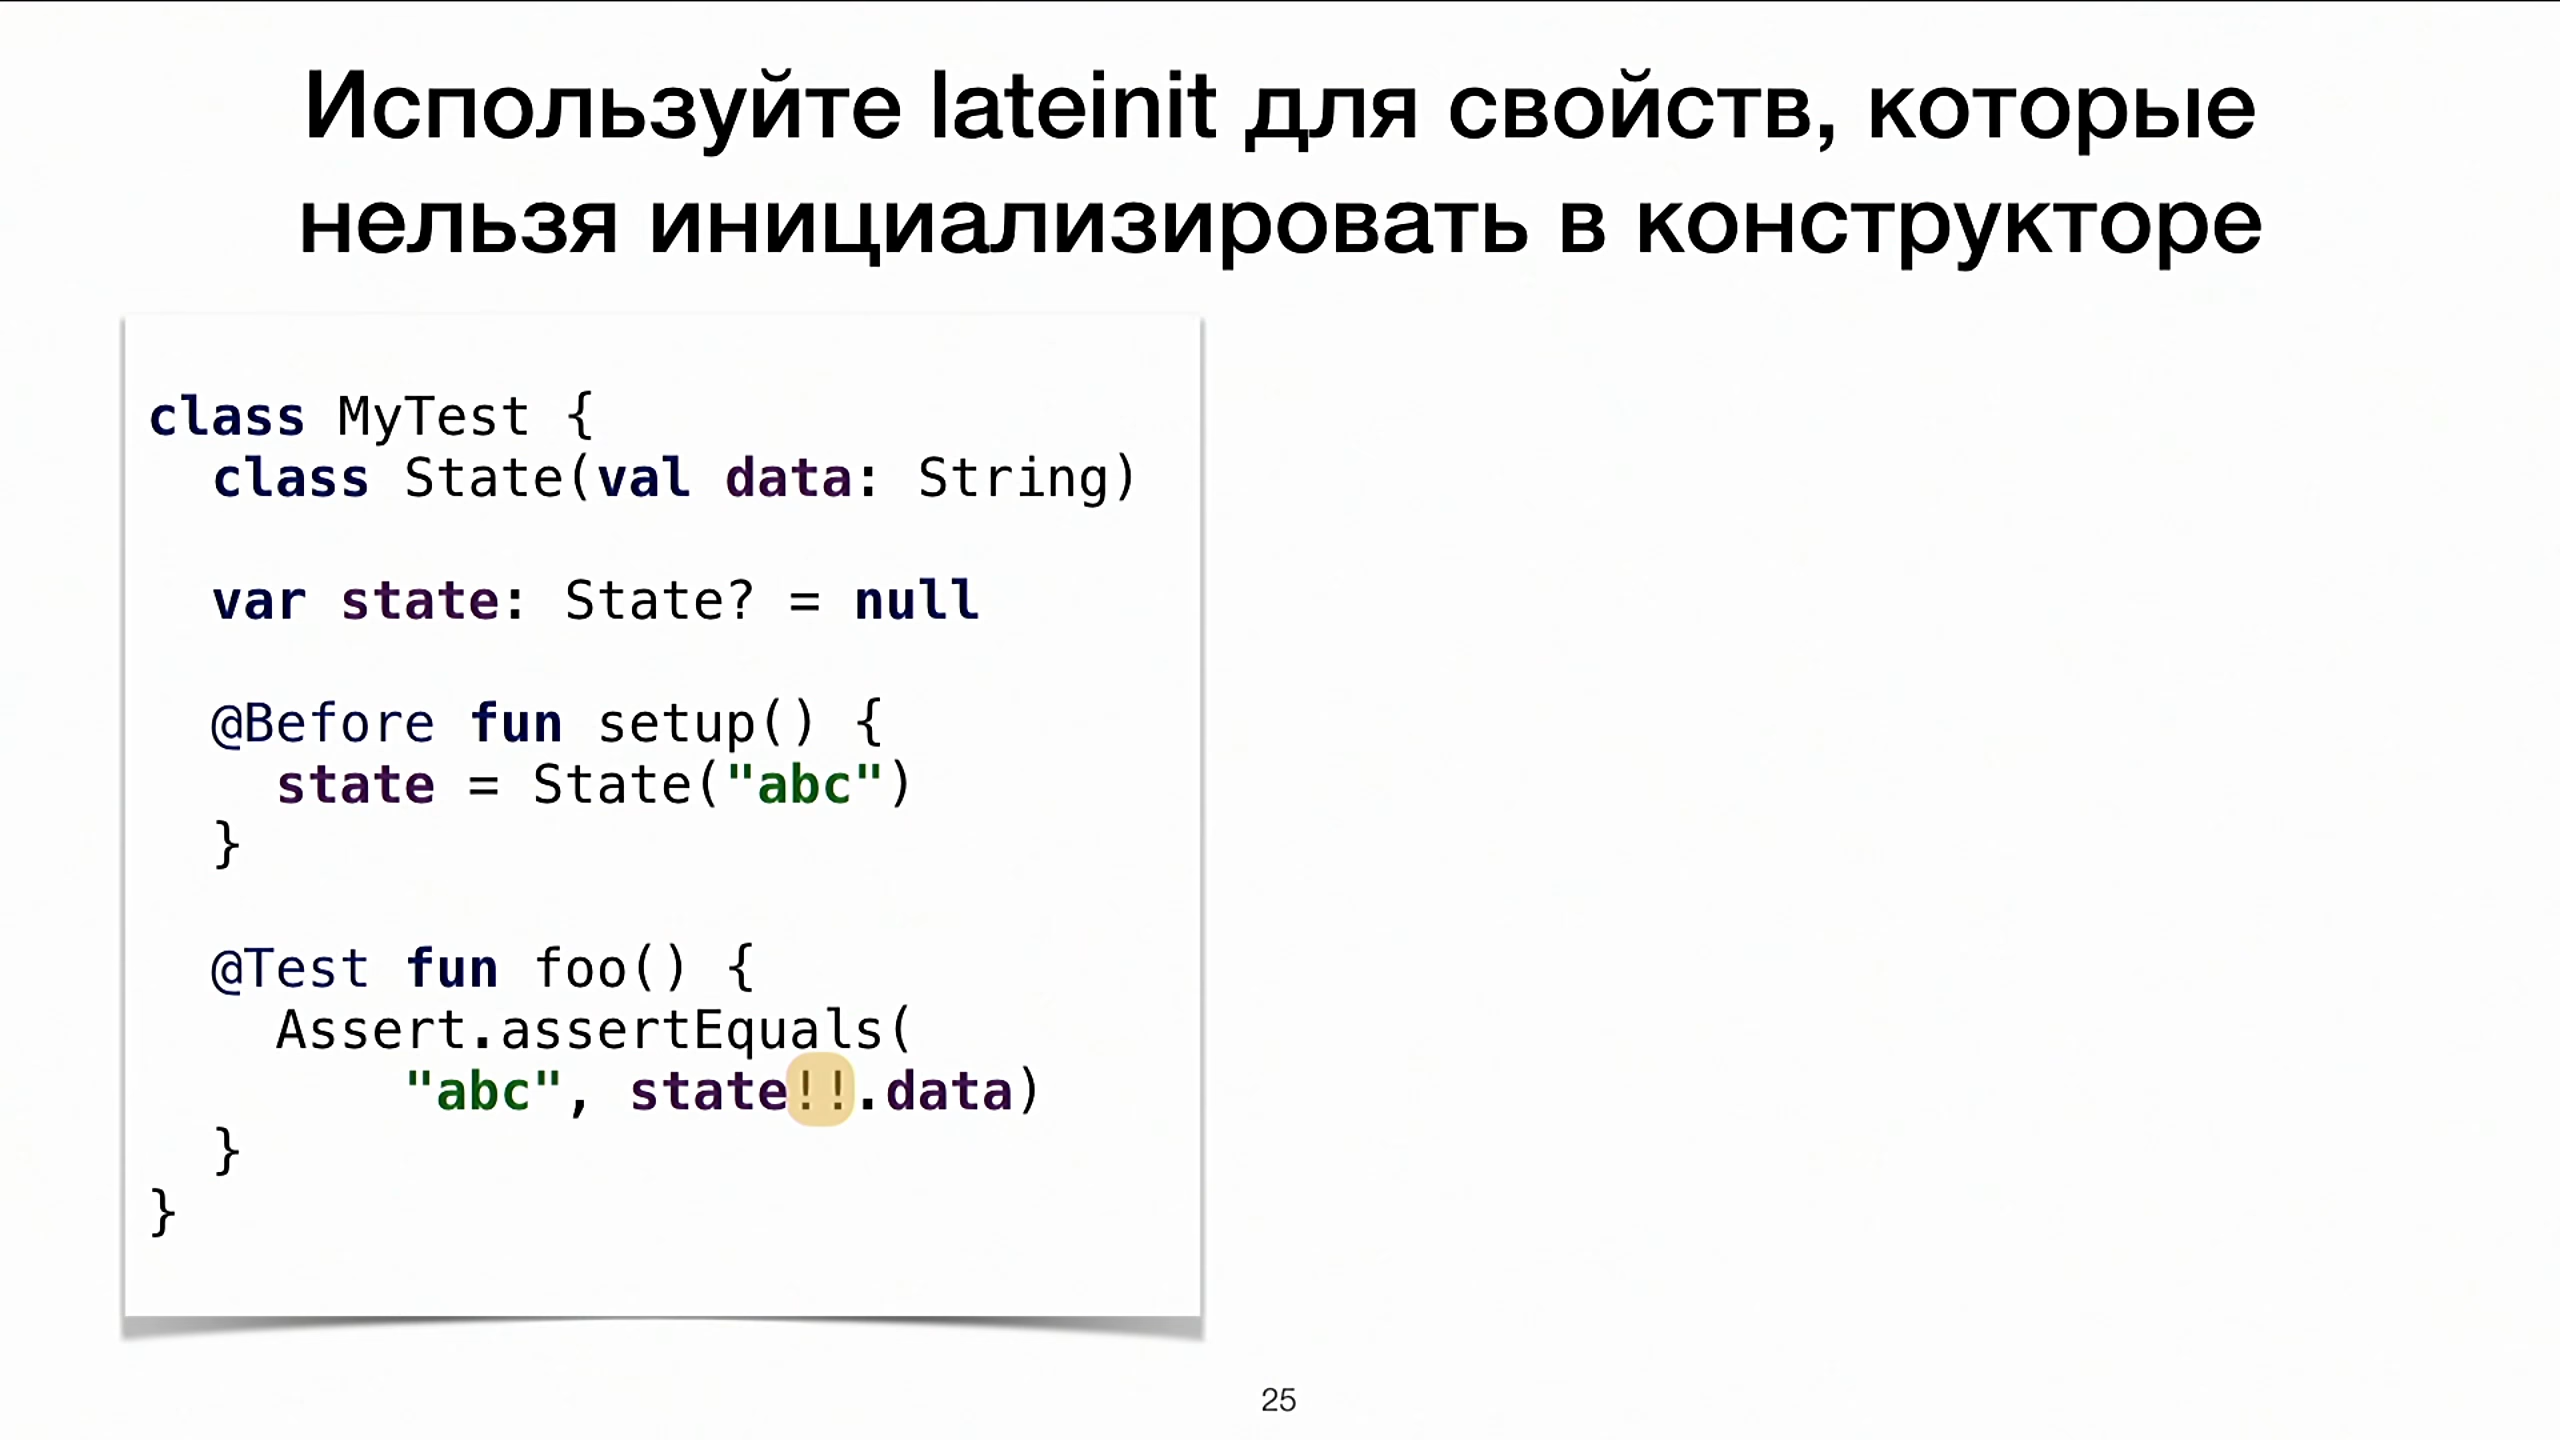 Используйте lateinit для свойств, которые
нельзя инициализировать в конструкторе
class MyTest {
class State(val data: String)
var state: State? = null
@Before fun setup() {
state = State("abc")
}
@Test fun foo() {
Assert.assertEquals(
"abc", state!!.data)
}
}
25